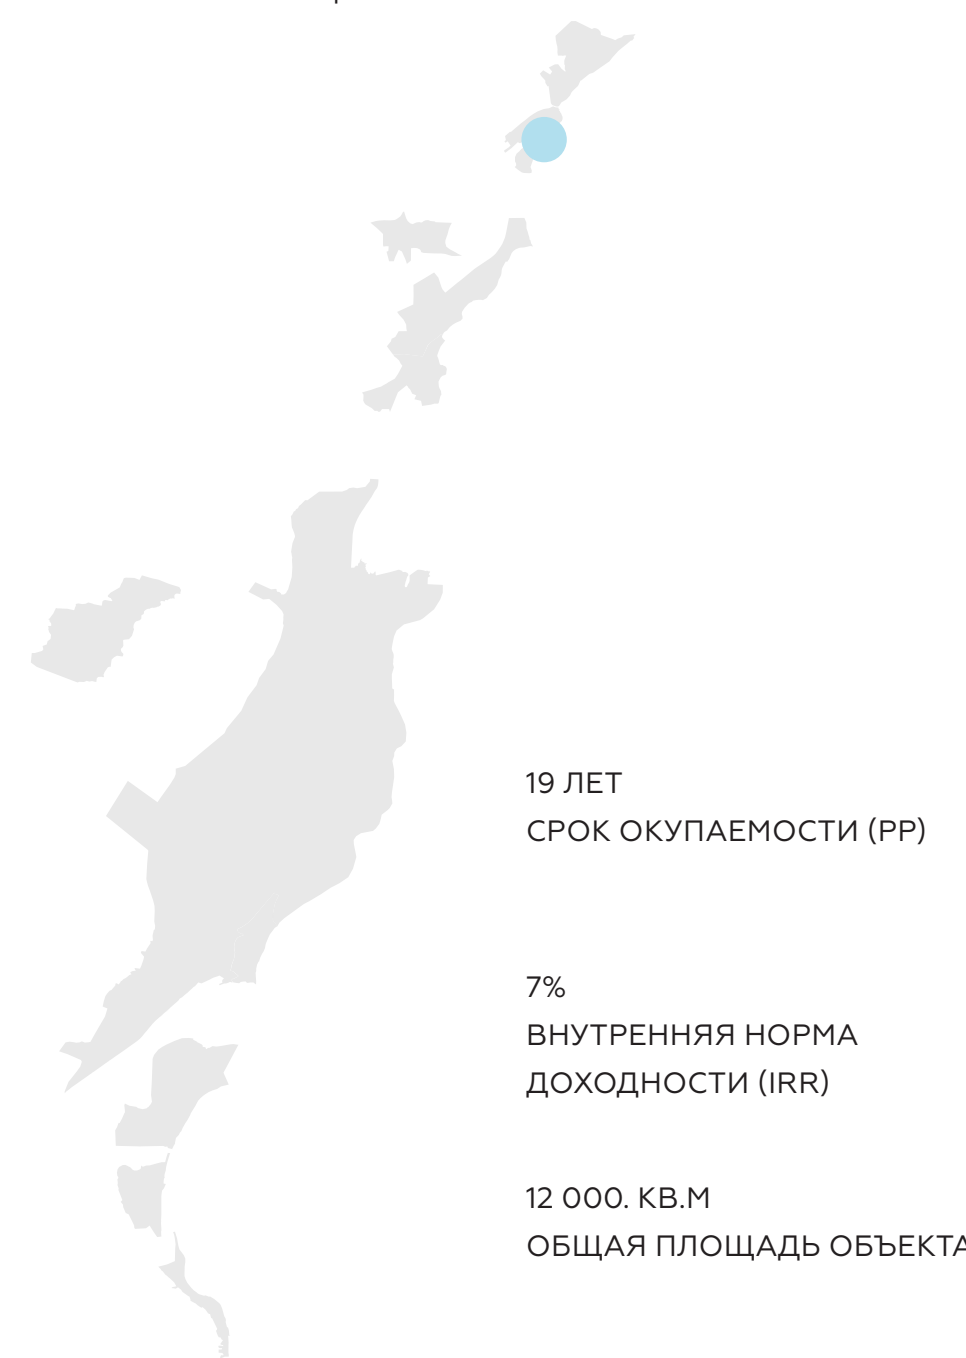 19 ЛЕТ
СРОК ОКУПАЕМОСТИ (PP)
7%
ВНУТРЕННЯЯ НОРМА
ДОХОДНОСТИ (IRR)
12 000. КВ.М
ОБЩАЯ ПЛОЩАДЬ ОБЪЕКТА